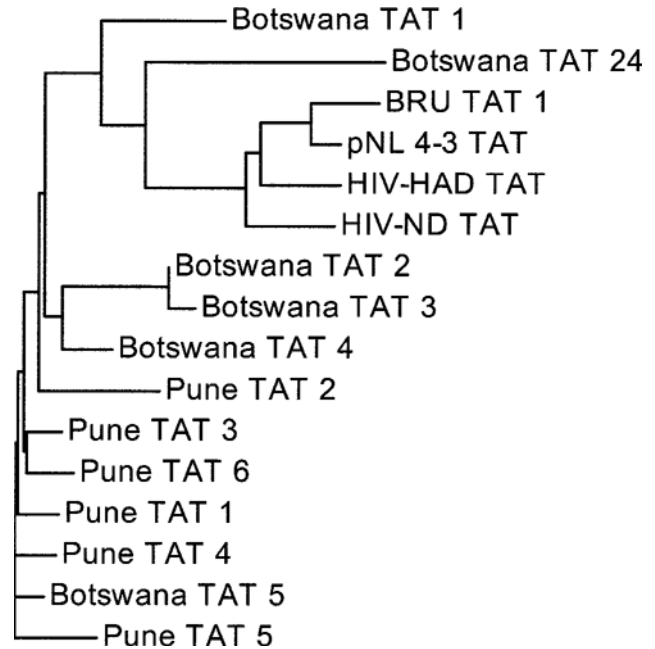 Botswana TAT 1
Botswana TAT 24
BRU TAT 1
pNL 4-3 TAT
HIV-HAD TAT
HIV-ND TAT
Botswana TAT 2
Botswana TAT 3
Botswana TAT 4
Pune TAT 2
Pune TAT 3
Pune TAT 6
Pune TAT 1
Pune TAT 4
Botswana TAT 5
Pune TAT 5